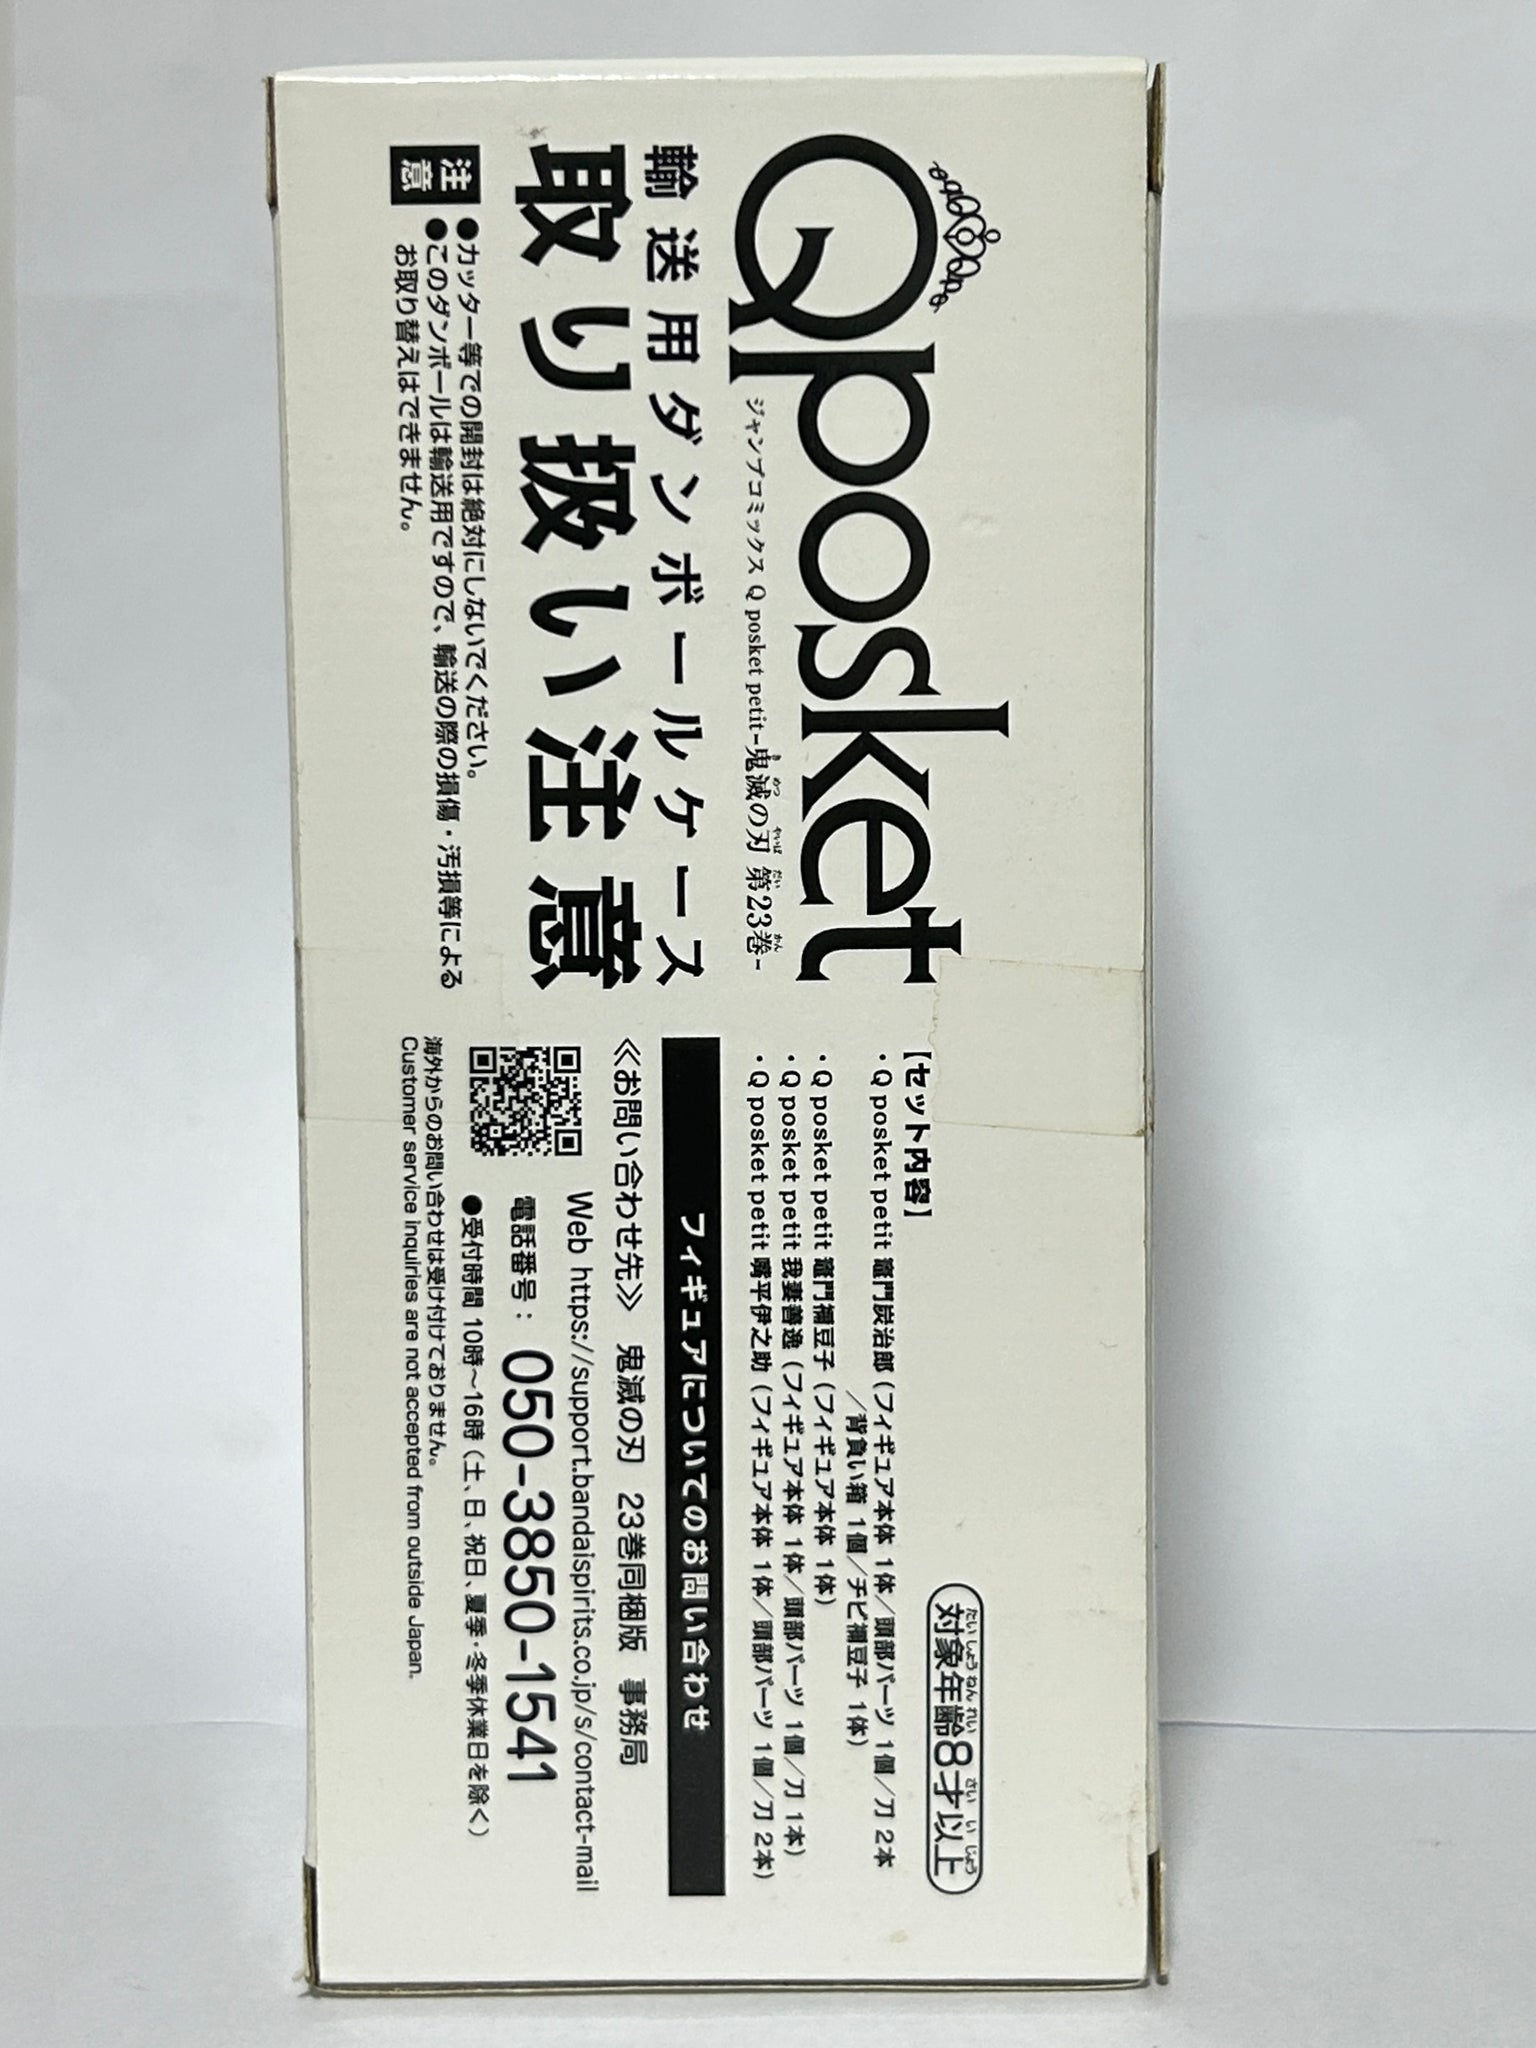 Qposket
ジャンプコミックス Q posket petit-鬼滅の刃 第23巻-
輸送用ダンボールケース
取り扱い注意
注意
●カッター等での開封は絶対にしないでください。
●このダンボールは輸送用ですので、輸送の際の損傷・汚損等による
お取り替えはできません。
対象年齢8才以上
【セット内容】
・Q posket petit 竈門炭治郎（フィギュア本体 1体／頭部パーツ 1個／刀 2本
／背負い箱 1個／チビ禰豆子 1体）
・Q posket petit 竈門禰豆子（フィギュア本体 1体）
・Q posket petit 我妻善逸（フィギュア本体 1体／頭部パーツ 1個／刀 1本）
・Q posket petit 嘴平伊之助（フィギュア本体 1体／頭部パーツ 1個／刀 2本）
フィギュアについてのお問い合わせ
≪お問い合わせ先≫ 鬼滅の刃 23巻同梱版 事務局
Web https://support.bandaispirits.co.jp/s/contact-mail
電話番号： 050-3850-1541
●受付時間 10時～16時（土、日、祝日、夏季・冬季休業日を除く）
海外からのお問い合わせは受け付けておりません。
Customer service inquiries are not accepted from outside Japan.